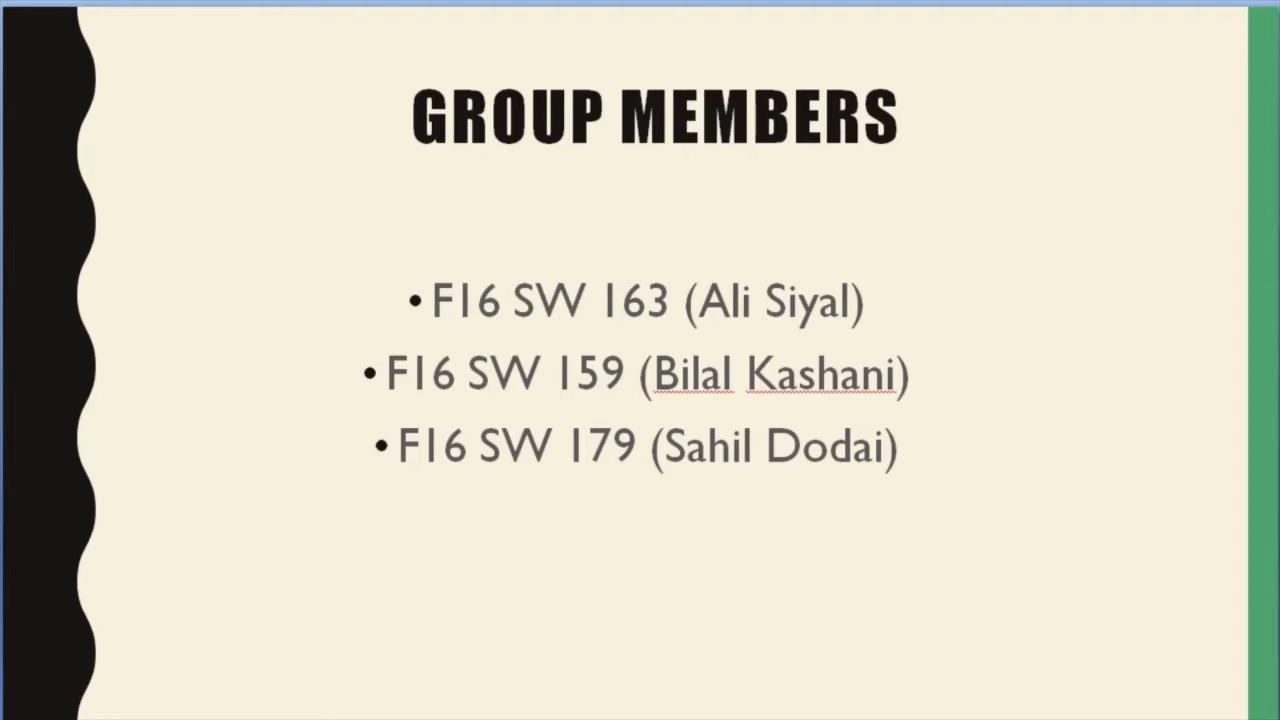 GROUP MEMBERS
• F16 SW 163 (Ali Siyal)
• F16 SW 159 (Bilal Kashani)
• F16 SW 179 (Sahil Dodai)